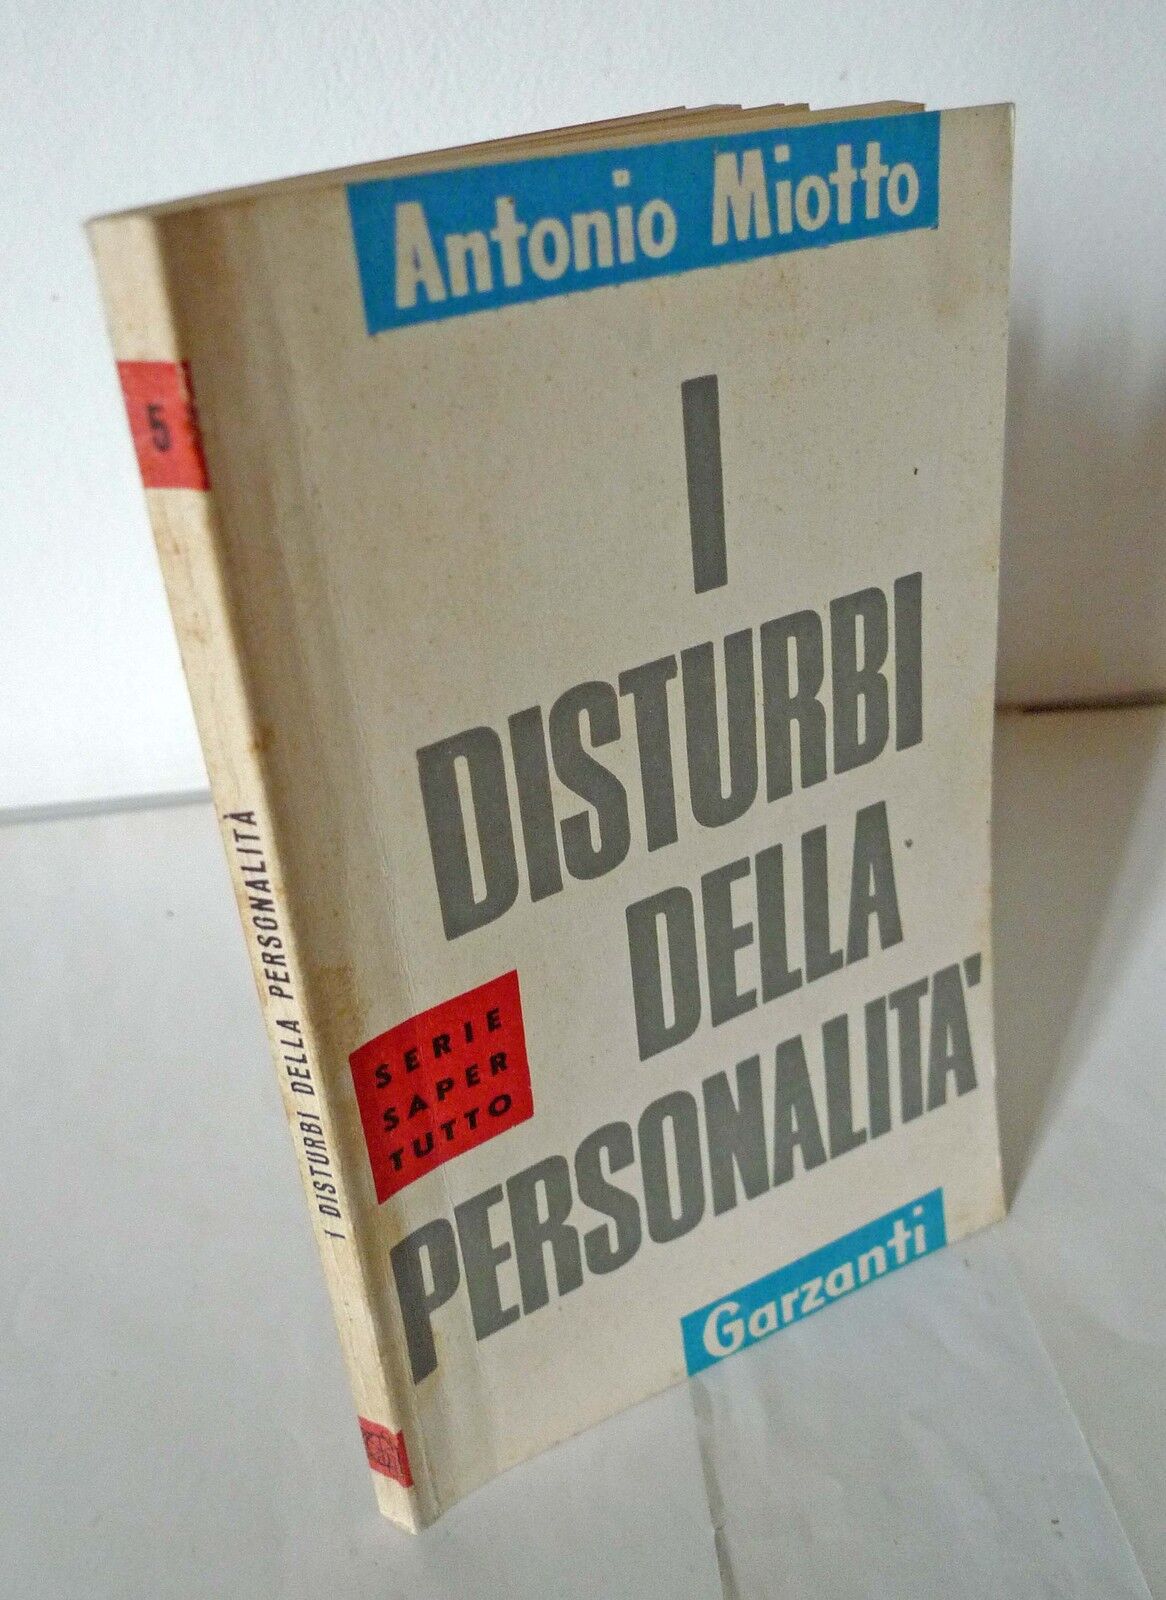 Antonio Miotto
I
DISTURBI
DELLA
PERSONALITA'
SERIE
SAPER
TUTTO
Garzanti
5
I DISTURBI DELLA PERSONALITÀ